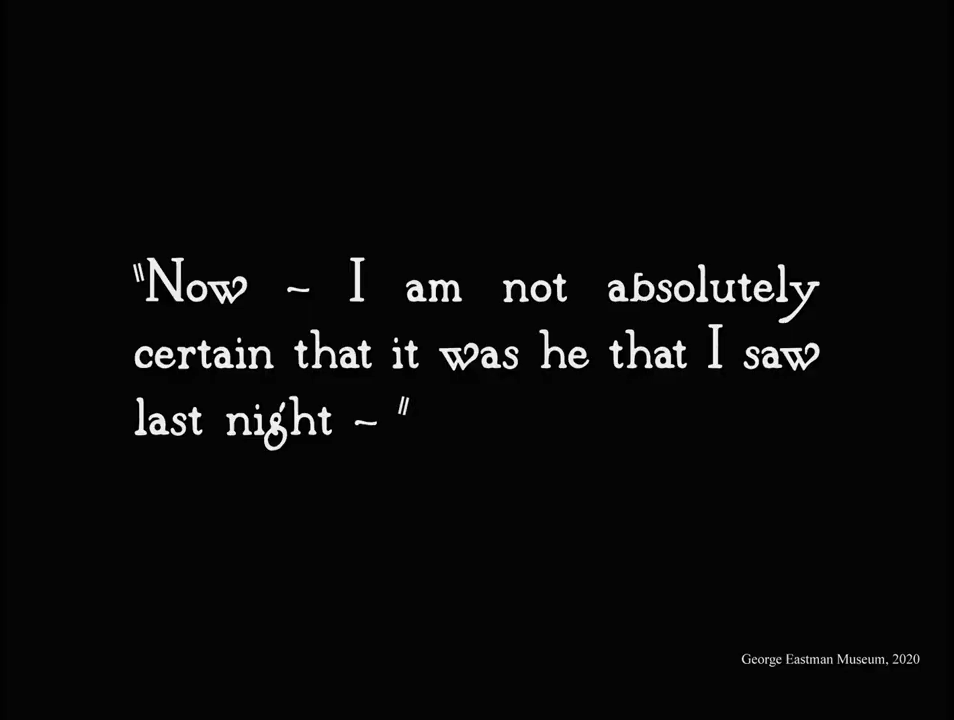 "Now ~ I am not absolutely
certain that it was he that I saw
last night ~ "
George Eastman Museum, 2020